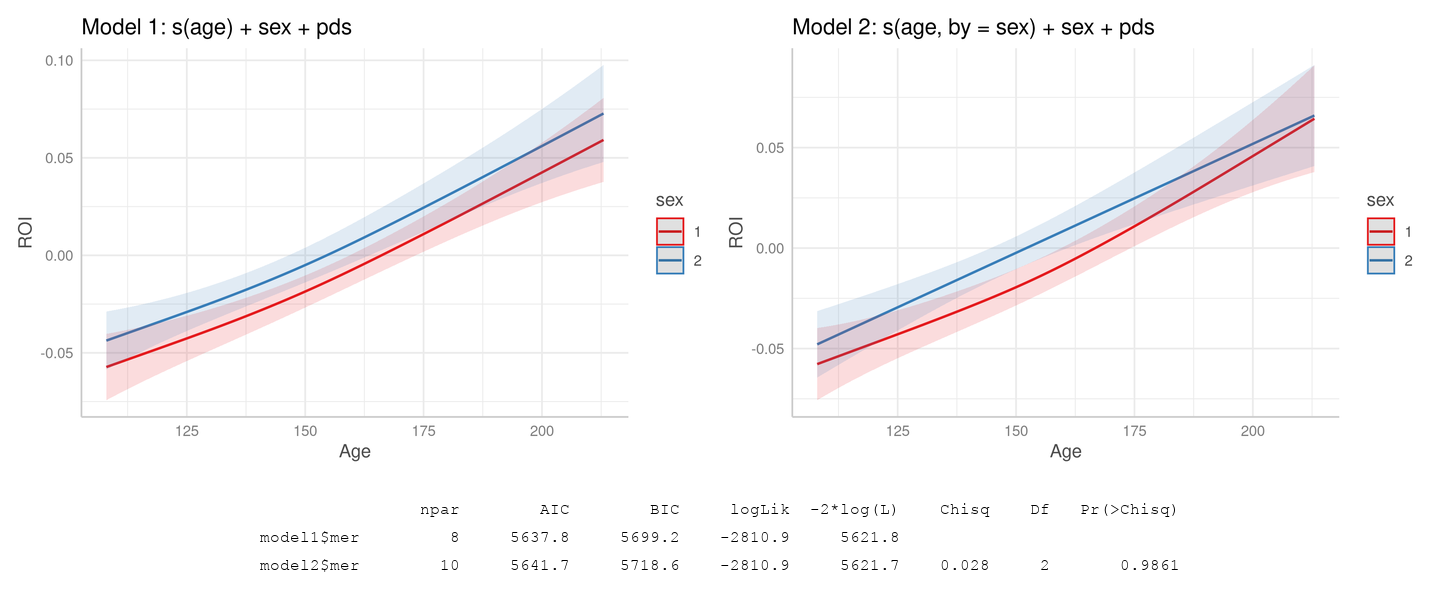 Model 1: s(age) + sex + pds
0.10
0.05
0.00
-0.05
ROI
125 150 175 200
Age
sex
1
2
Model 2: s(age, by = sex) + sex + pds
0.05
0.00
-0.05
ROI
125 150 175 200
Age
sex
1
2
npar AIC BIC logLik -2*log(L) Chisq Df Pr(>Chisq)
model1$mer 8 5637.8 5699.2 -2810.9 5621.8
model2$mer 10 5641.7 5718.6 -2810.9 5621.7 0.028 2 0.9861